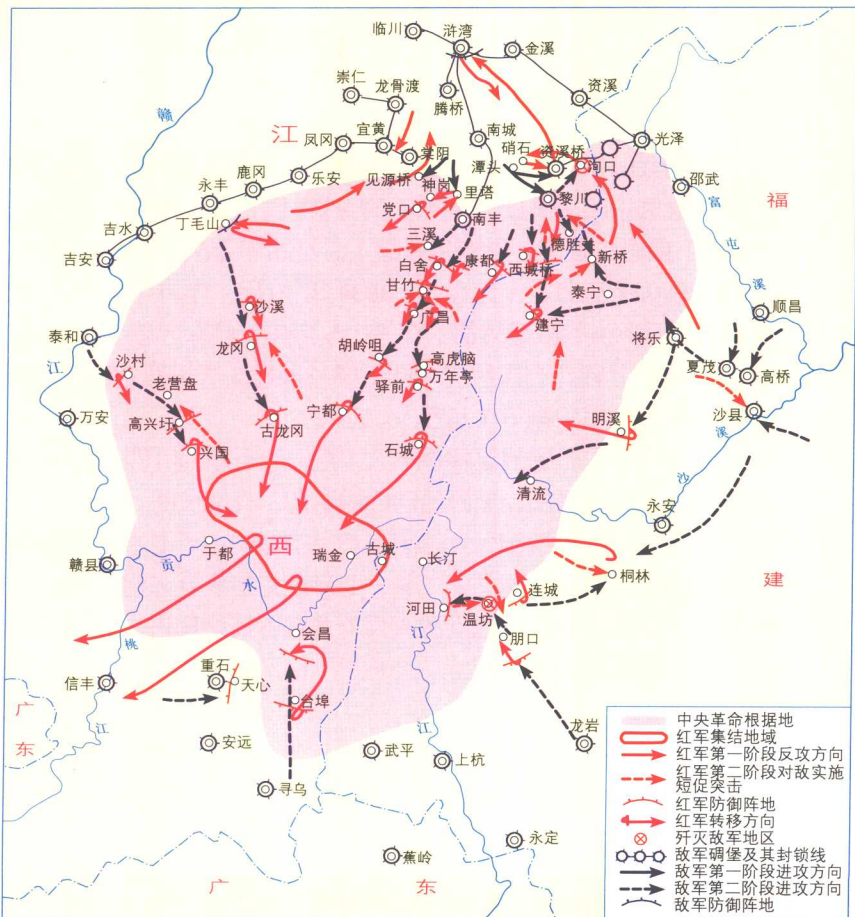 临川
浒湾
金溪
崇仁
龙骨渡
资溪
腾桥
赣
江
凤冈
宜黄
南城
硝石
资溪桥
光泽
棠阴
潭头
洵口
鹿冈
乐安
见源桥
神岗
里塔
邵武
永丰
党口
黎川
富
福
吉水
丁毛山
南丰
屯
三溪
德胜关
溪
吉安
白舍
康都
西城桥
新桥
甘竹
泰宁
沙溪
广昌
建宁
顺昌
泰和
龙冈
胡岭咀
将乐
江
沙村
高虎脑
夏茂
高桥
老营盘
万年亭
驿前
万安
高兴圩
宁都
沙县
古龙冈
明溪
溪
兴国
石城
清流
沙
永安
西
于都
瑞金
古城
长汀
赣县
贡
水
桐林
建
连城
河田
温坊
汀
会昌
朋口
桃
信丰
重石
天心
台埠
广
东
江
龙岩
安远
武平
江
上杭
寻乌
永定
蕉岭
广
东
中央革命根据地
红军集结地域
红军第一阶段反攻方向
红军第二阶段对敌实施
短促突击
红军防御阵地
红军转移方向
歼灭敌军地区
敌军碉堡及其封锁线
敌军第一阶段进攻方向
敌军第二阶段进攻方向
敌军防御阵地